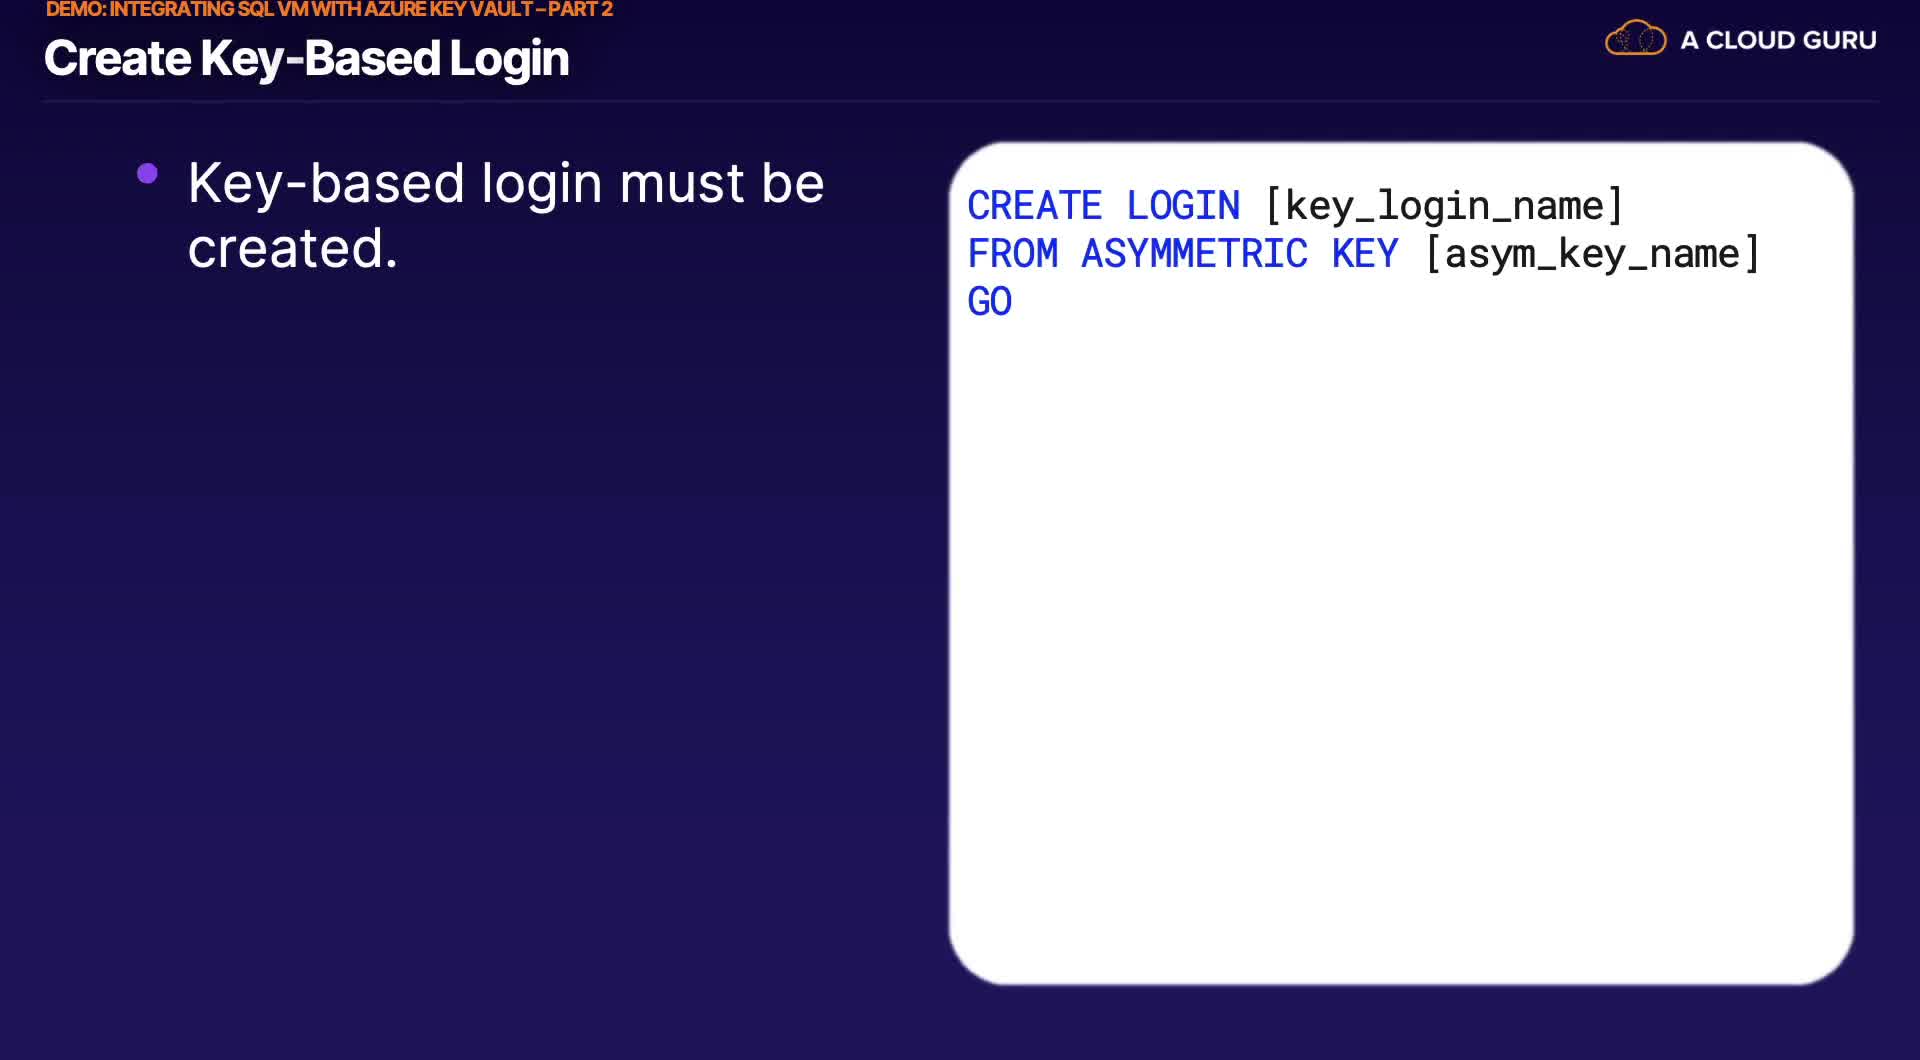 DEMO: INTEGRATING SQL VM WITH AZURE KEY VAULT – PART 2
Create Key-Based Login
A CLOUD GURU
Key-based login must be
created.
CREATE LOGIN [key_login_name]
FROM ASYMMETRIC KEY [asym_key_name]
GO